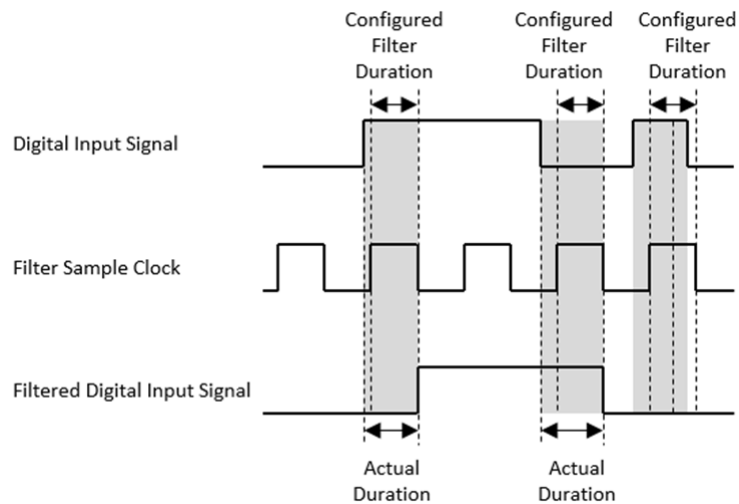 Configured
Filter
Duration
Configured
Filter
Duration
Configured
Filter
Duration
Digital Input Signal
Filter Sample Clock
Filtered Digital Input Signal
Actual
Duration
Actual
Duration